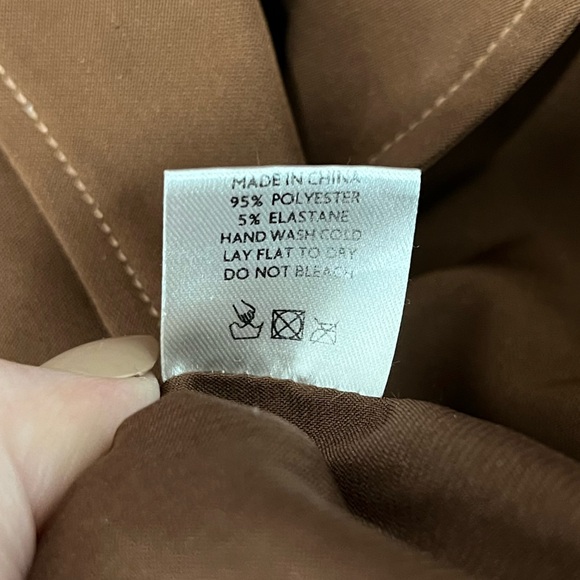 MADE IN CHINA
95% POLYESTER
5% ELASTANE
HAND WASH COLD
LAY FLAT TO DRY
DO NOT BLEACH